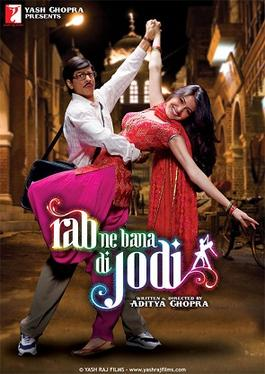 YASH CHOPRA
PRESENTS
rab ne bana
di jodi
WRITTEN & DIRECTED BY
ADITYA CHOPRA
© YASH RAJ FILMS - www.yashrajfilms.com